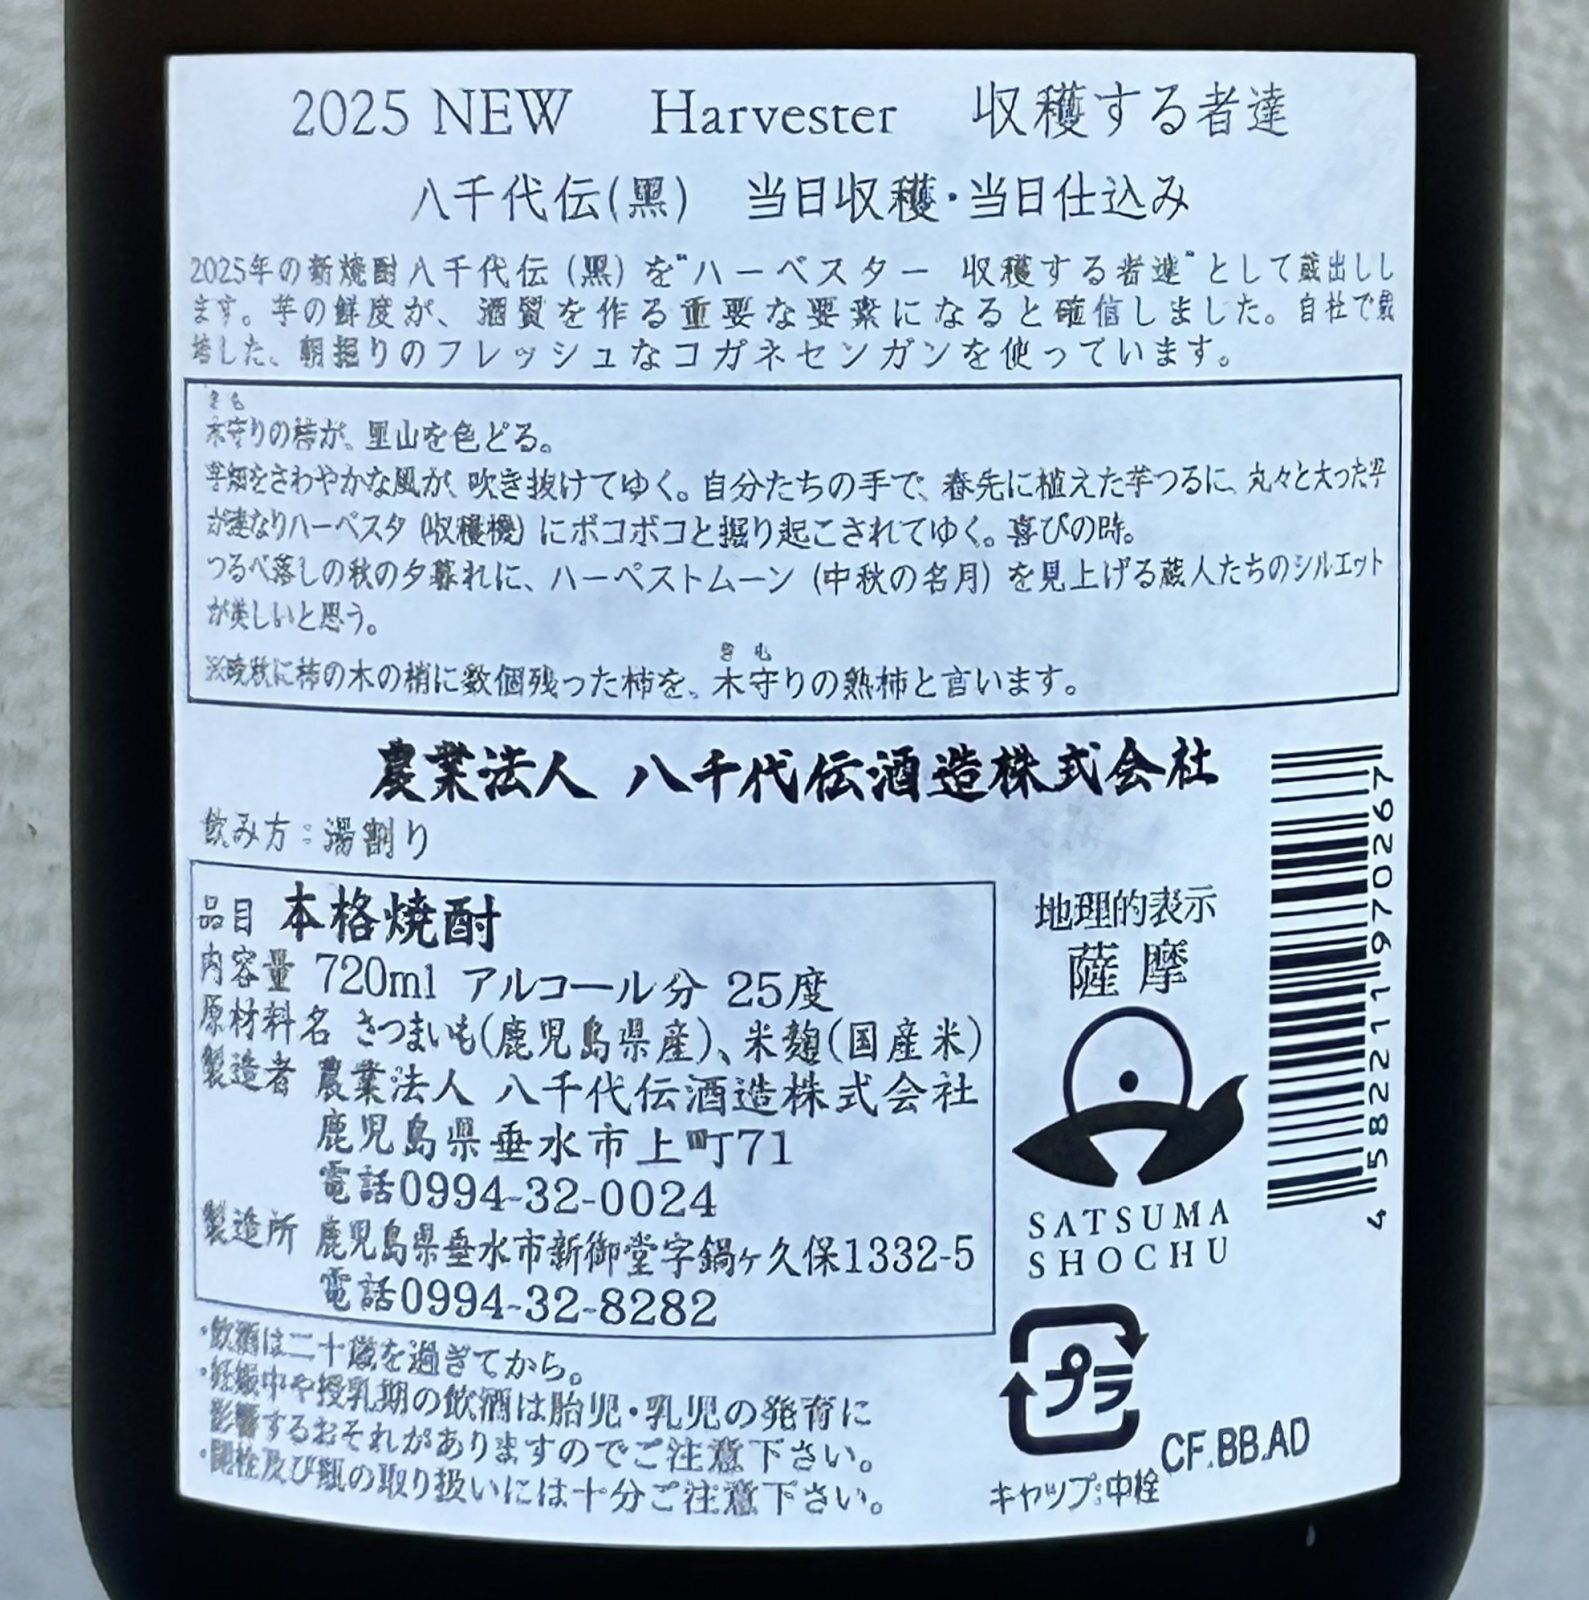 2025 NEW Harvester 収穫する者達
八千代伝(黒) 当日収穫・当日仕込み
2025年の新焼酎八千代伝(黒)を"ハーベスター 収穫する者達"として蔵出しし
ます。芋の鮮度が、酒質を作る重要な要素になると確信しました。自社で栽
培した、朝掘りのフレッシュなコガネセンガンを使っています。
きも
木守りの柿が、里山を色どる。
芋畑をさわやかな風が、吹き抜けてゆく。自分たちの手で、春先に植えた芋つるに、丸々と太った芋
が連なりハーベスタ(収穫機)にボコボコと掘り起こされてゆく。喜びの時。
つるべ落しの秋の夕暮れに、ハーベストムーン(中秋の名月)を見上げる蔵人たちのシルエット
が美しいと思う。
きも
※晩秋に柿の木の梢に数個残った柿を、木守りの熟柿と言います。
農業法人 八千代伝酒造株式会社
飲み方:湯割り
品目 本格焼酎
内容量 720ml アルコール分 25度
原材料名 さつまいも(鹿児島県産)、米麹(国産米)
製造者 農業法人 八千代伝酒造株式会社
鹿児島県垂水市上町71
電話0994-32-0024
製造所 鹿児島県垂水市新御堂字鍋ヶ久保1332-5
電話0994-32-8282
・飲酒は二十歳を過ぎてから。
・妊娠中や授乳期の飲酒は胎児・乳児の発育に
影響するおそれがありますのでご注意下さい。
・開栓及び瓶の取り扱いには十分ご注意下さい。
地理的表示
薩摩
SATSUMA
SHOCHU
プラ
CF.BB.AD
キャップ:中栓
4582211970267